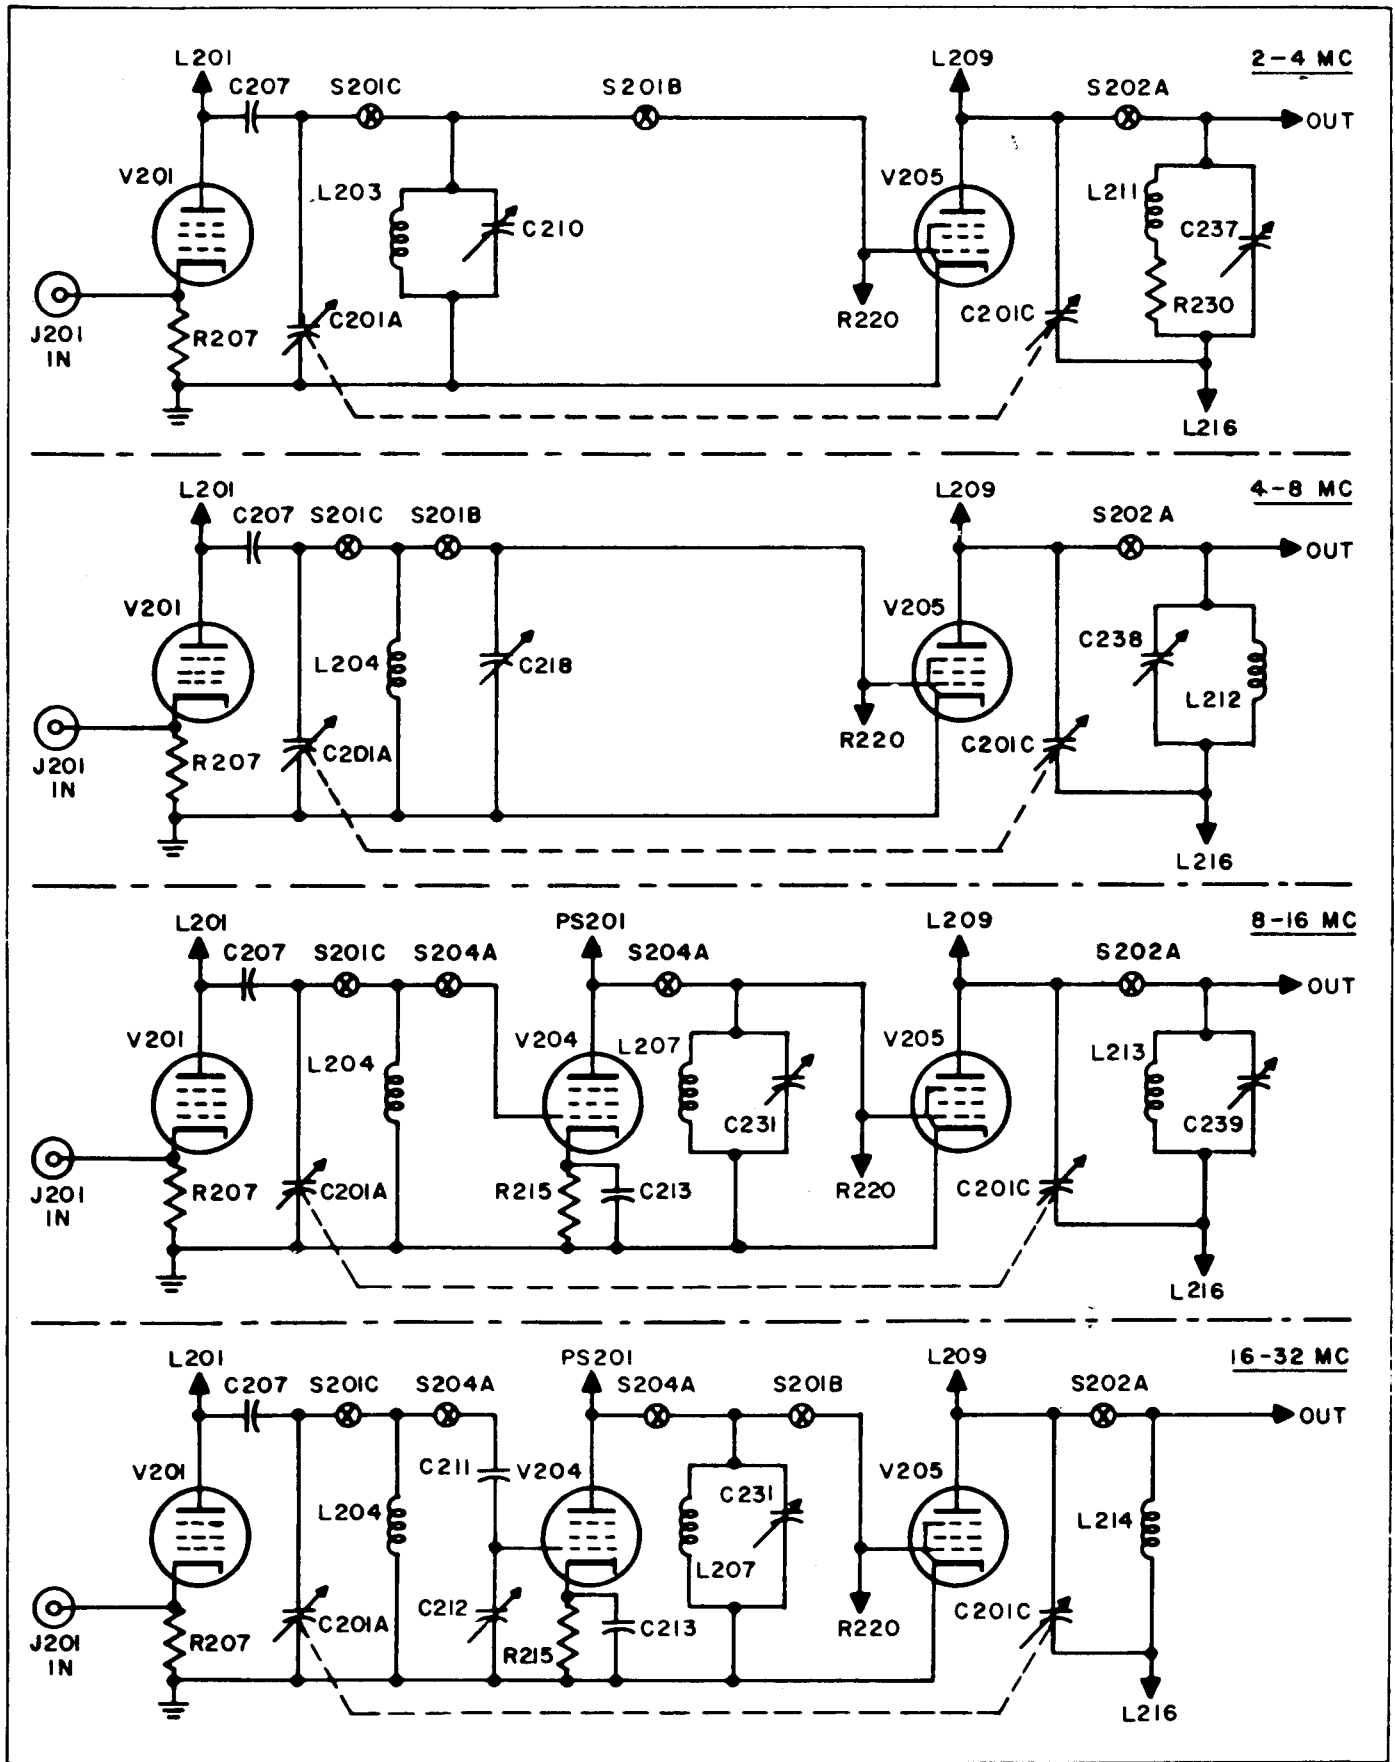 L201
L209
2-4 MC
C207
S201C
S201B
S202A
OUT
V201
L203
C210
V205
L211
C237
J201
IN
R207
C201A
R220
C201C
R230
L216
L201
L209
4-8 MC
C207
S201C
S201B
S202A
OUT
V201
L204
C218
V205
C238
L212
J201
IN
R207
C201A
R220
C201C
L216
L201
PS201
L209
8-16 MC
C207
S201C
S204A
S204A
S202A
OUT
V201
L204
V204
L207
C231
V205
L213
C239
J201
IN
R207
C201A
R215
C213
R220
C201C
L216
L201
PS201
L209
16-32 MC
C207
S201C
S204A
S204A
S201B
S202A
OUT
V201
L204
C211
V204
C231
L207
V205
L214
J201
IN
R207
C201A
C212
R215
C213
R220
C201C
L216